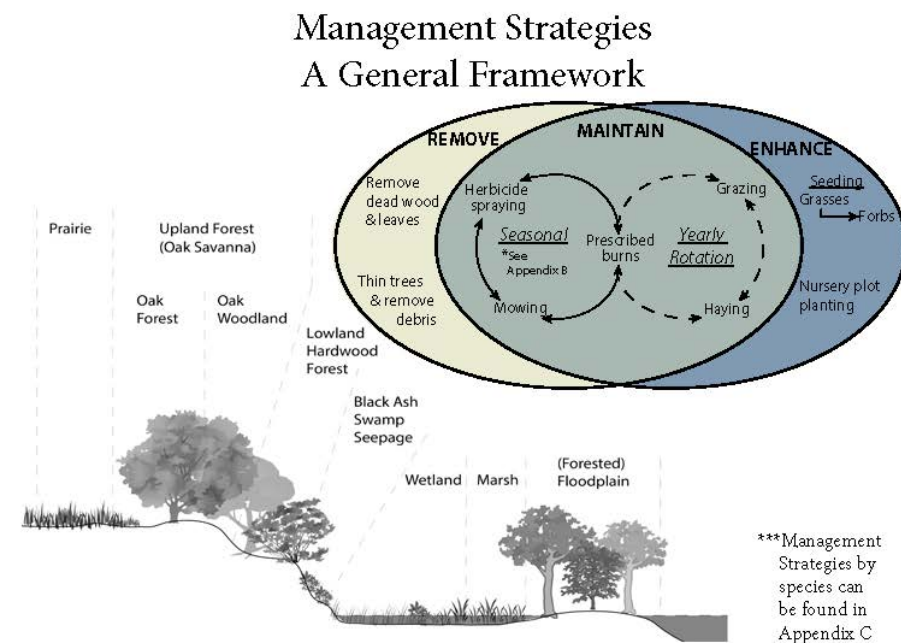 Management Strategies
A General Framework
REMOVE
MAINTAIN
ENHANCE
Remove
dead wood
& leaves
Thin trees
& remove
debris
Herbicide
spraying
Seasonal
*See
Appendix B
Mowing
Prescribed
burns
Grazing
Yearly
Rotation
Haying
Seeding
Grasses
Forbs
Nursery plot
planting
Prairie
Upland Forest
(Oak Savanna)
Oak
Forest
Oak
Woodland
Lowland
Hardwood
Forest
Black Ash
Swamp
Seepage
Wetland
Marsh
(Forested)
Floodplain
***Management
Strategies by
species can
be found in
Appendix C